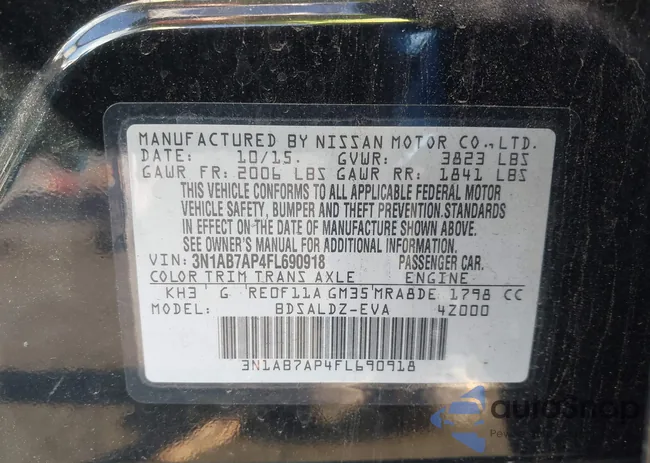 MANUFACTURED BY NISSAN MOTOR CO., LTD.
DATE: 10/15. GVWR: 3823 LBS
GAWR FR: 2006 LBS GAWR RR: 1841 LBS
THIS VEHICLE CONFORMS TO ALL APPLICABLE FEDERAL MOTOR
VEHICLE SAFETY, BUMPER AND THEFT PREVENTION STANDARDS
IN EFFECT ON THE DATE OF MANUFACTURE SHOWN ABOVE.
SEE OWNER'S MANUAL FOR ADDITIONAL INFORMATION.
VIN: 3N1AB7AP4FL690918 PASSENGER CAR.
COLOR TRIM TRANS AXLE ENGINE
KH3 G RE0F11A GM35 MRA8DE 1798 CC
MODEL: BDSALDZ-EVA 4Z000
3N1AB7AP4FL690918
autoSnap